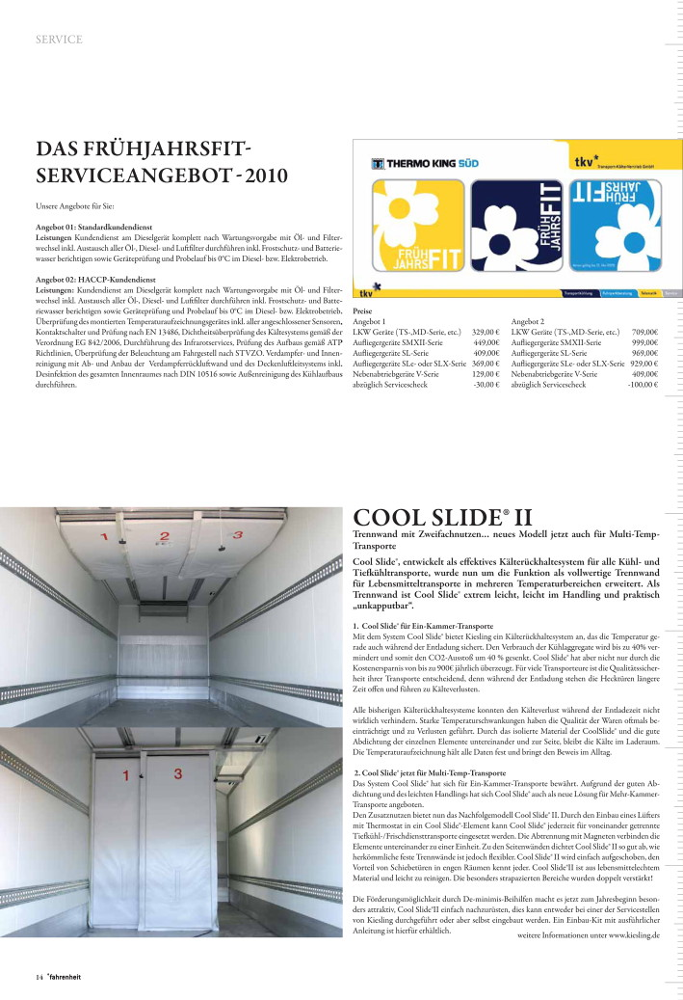 SERVICE
DAS FRÜHJAHRSFIT-
SERVICEANGEBOT - 2010
Unsere Angebote für Sie:
Angebot 01: Standardkundendienst
Leistungen Kundendienst am Dieselgerät komplett nach Wartungsvorgabe mit Öl- und Filter-
wechsel inkl. Austausch aller Öl-, Diesel- und Luftfilter durchführen inkl. Frostschutz- und Batterie-
wasser berichtigen sowie Geräteprüfung und Probelauf bis 0°C im Diesel- bzw. Elektrobetrieb.
Angebot 02: HACCP-Kundendienst
Leistungen: Kundendienst am Dieselgerät komplett nach Wartungsvorgabe mit Öl- und Filter-
wechsel inkl. Austausch aller Öl-, Diesel- und Luftfilter durchführen inkl. Frostschutz- und Batte-
riewasser berichtigen sowie Geräteprüfung und Probelauf bis 0°C im Diesel- bzw. Elektrobetrieb.
Überprüfung des montierten Temperaturaufzeichnungsgerätes inkl. aller angeschlossener Sensoren,
Kontaktschalter und Prüfung nach EN 13486, Dichtheitsüberprüfung des Kältesystems gemäß der
Verordnung EG 842/2006, Durchführung des Infrarotservices, Prüfung des Aufbaus gemäß ATP
Richtlinien, Überprüfung der Beleuchtung am Fahrgestell nach STVZO. Verdampfer- und Innen-
reinigung mit Ab- und Anbau der Verdampferrückluftwand und des Deckenluftleitsystems inkl.
Desinfektion des gesamten Innenraumes nach DIN 10516 sowie Außenreinigung des Kühlaufbaus
durchführen.
THERMO KING SÜD
tkv°
Transport-Kälte-Vertrieb GmbH
FRÜH
JAHRS FIT
FRÜH
JAHRS FIT
FRÜH
JAHRS FIT
tkv
Transportkühlung Fuhrparkberatung Telematik Service
Preise
Angebot 1
LKW Geräte (TS-,MD-Serie, etc.) 329,00 €
Aufliegergeräte SMXII-Serie 449,00€
Aufliegergeräte SL-Serie 409,00€
Aufliegergeräte SLe- oder SLX-Serie 369,00 €
Nebenabtriebgeräte V-Serie 129,00 €
abzüglich Servicescheck -30,00 €
Angebot 2
LKW Geräte (TS-,MD-Serie, etc.) 709,00€
Aufliegergeräte SMXII-Serie 999,00€
Aufliegergeräte SL-Serie 969,00€
Aufliegergeräte SLe- oder SLX-Serie 929,00 €
Nebenabtriebgeräte V-Serie 409,00€
abzüglich Servicescheck -100,00 €
1 2 3
1 3
COOL SLIDE® II
Trennwand mit Zweifachnutzen... neues Modell jetzt auch für Multi-Temp-
Transporte
Cool Slide®, entwickelt als effektives Kälterückhaltesystem für alle Kühl- und
Tiefkühltransporte, wurde nun um die Funktion als vollwertige Trennwand
für Lebensmitteltransporte in mehreren Temperaturbereichen erweitert. Als
Trennwand ist Cool Slide® extrem leicht, leicht im Handling und praktisch
„unkapputbar“.
1. Cool Slide® für Ein-Kammer-Transporte
Mit dem System Cool Slide® bietet Kiesling ein Kälterückhaltesystem an, das die Temperatur ge-
rade auch während der Entladung sichert. Den Verbrauch der Kühlaggregate wird bis zu 40% ver-
mindert und somit den CO2-Ausstoß um 40 % gesenkt. Cool Slide® hat aber nicht nur durch die
Kostenersparnis von bis zu 900€ jährlich überzeugt. Für viele Transporteure ist die Qualitätssicher-
heit ihrer Transporte entscheidend, denn während der Entladung stehen die Hecktüren längere
Zeit offen und führen zu Kälteverlusten.
Alle bisherigen Kälterückhaltesysteme konnten den Kälteverlust während der Entladezeit nicht
wirklich verhindern. Starke Temperaturschwankungen haben die Qualität der Waren oftmals be-
einträchtigt und zu Verlusten geführt. Durch das isolierte Material der CoolSlide® und die gute
Abdichtung der einzelnen Elemente untereinander und zur Seite, bleibt die Kälte im Laderaum.
Die Temperaturaufzeichnung hält alle Daten fest und bringt den Beweis im Alltag.
2. Cool Slide® jetzt für Multi-Temp-Transporte
Das System Cool Slide® hat sich für Ein-Kammer-Transporte bewährt. Aufgrund der guten Ab-
dichtung und des leichten Handlings hat sich Cool Slide® auch als neue Lösung für Mehr-Kammer-
Transporte angeboten.
Den Zusatznutzen bietet nun das Nachfolgemodell Cool Slide® II. Durch den Einbau eines Lüfters
mit Thermostat in ein Cool Slide®-Element kann Cool Slide® jederzeit für voneinander getrennte
Tiefkühl-/Frischdiensttransporte eingesetzt werden. Die Abtrennung mit Magneten verbinden die
Elemente untereinander zu einer Einheit. Zu den Seitenwänden dichtet Cool Slide® II so gut ab, wie
herkömmliche feste Trennwände ist jedoch flexibler. Cool Slide® II wird einfach aufgeschoben, den
Vorteil von Schiebetüren in engen Räumen kennt jeder. Cool Slide®II ist aus lebensmittelechtem
Material und leicht zu reinigen. Die besonders strapazierten Bereiche wurden doppelt verstärkt!
Die Förderungsmöglichkeit durch De-minimis-Beihilfen macht es jetzt zum Jahresbeginn beson-
ders attraktiv, Cool Slide®II einfach nachzurüsten, dies kann entweder bei einer der Servicestellen
von Kiesling durchgeführt oder aber selbst eingebaut werden. Ein Einbau-Kit mit ausführlicher
Anleitung ist hierfür erhältlich.
weitere Informationen unter www.kiesling.de
14 °fahrenheit